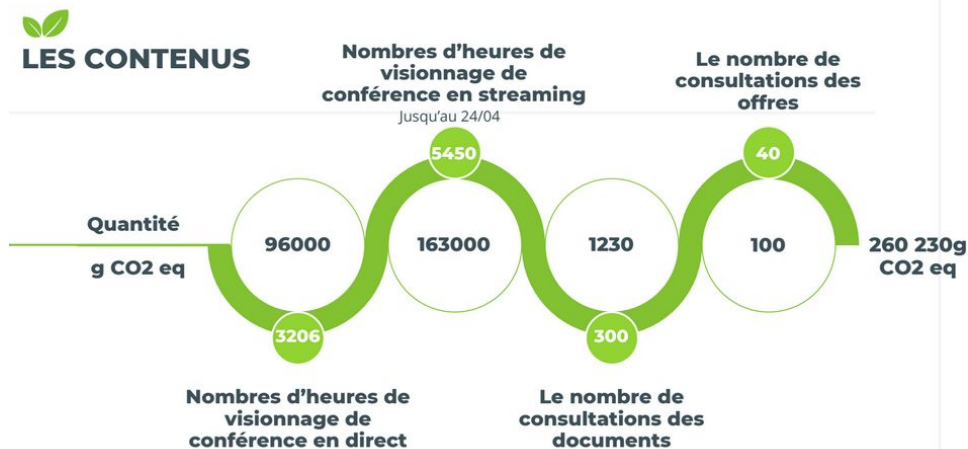 LES CONTENUS
Nombres d'heures de
visionnage de
conférence en streaming
Jusqu'au 24/04
Le nombre de
consultations des
offres
5450
40
Quantité
g CO2 eq
96000
163000
1230
100
260 230g
CO2 eq
3206
300
Nombres d'heures de
visionnage de
conférence en direct
Le nombre de
consultations des
documents